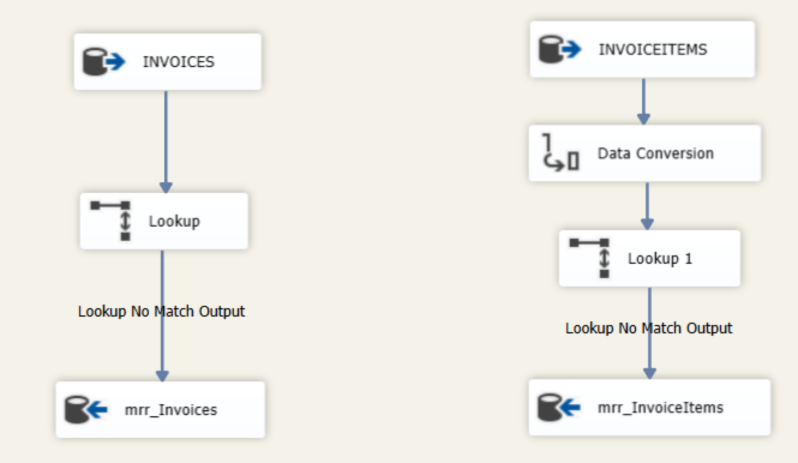 INVOICES
Lookup
Lookup No Match Output
mrr_Invoices
INVOICEITEMS
Data Conversion
Lookup 1
Lookup No Match Output
mrr_InvoiceItems